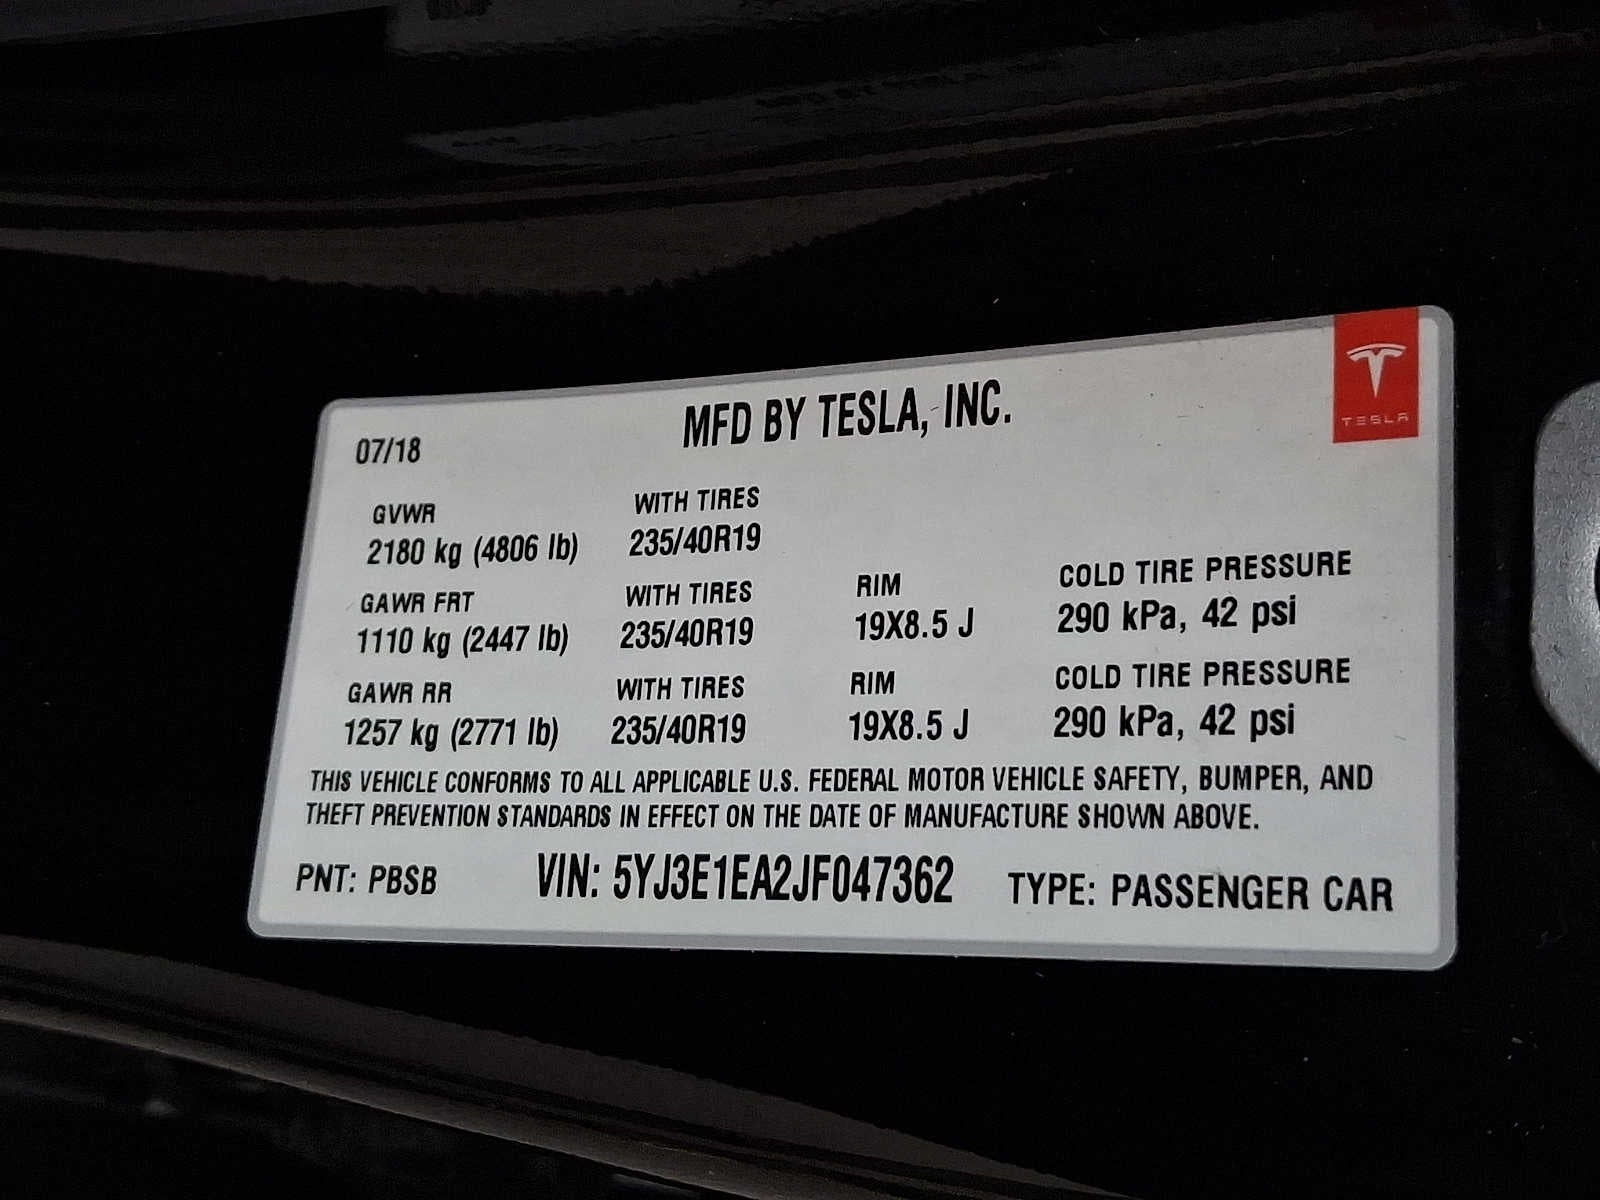 TESLA
MFD BY TESLA, INC.
07/18
GVWR WITH TIRES
2180 kg (4806 lb) 235/40R19
GAWR FRT WITH TIRES RIM COLD TIRE PRESSURE
1110 kg (2447 lb) 235/40R19 19X8.5 J 290 kPa, 42 psi
GAWR RR WITH TIRES RIM COLD TIRE PRESSURE
1257 kg (2771 lb) 235/40R19 19X8.5 J 290 kPa, 42 psi
THIS VEHICLE CONFORMS TO ALL APPLICABLE U.S. FEDERAL MOTOR VEHICLE SAFETY, BUMPER, AND
THEFT PREVENTION STANDARDS IN EFFECT ON THE DATE OF MANUFACTURE SHOWN ABOVE.
PNT: PBSB VIN: 5YJ3E1EA2JF047362 TYPE: PASSENGER CAR